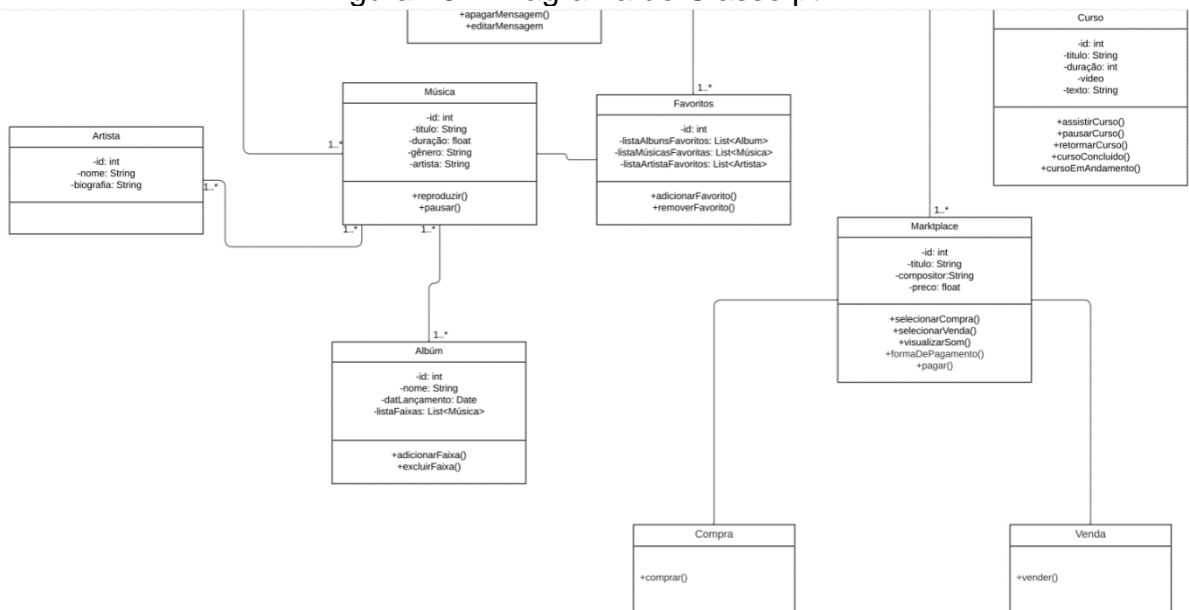 +apagarMensagem()
+editarMensagem
Curso
-id: int
-titulo: String
-duração: int
-video
-texto: String
+assistirCurso()
+pausarCurso()
+retormarCurso()
+cursoConcluido()
+cursoEmAndamento()
Música
-id: int
-titulo: String
-duração: float
-gênero: String
-artista: String
+reproduzir()
+pausar()
1..*
1..*
1..*
1..*
Favoritos
-id: int
-listaAlbunsFavoritos: List<Album>
-listaMúsicasFavoritas: List<Música>
-listaArtistaFavoritos: List<Artista>
+adicionarFavorito()
+removerFavorito()
Artista
-id: int
-nome: String
-biografia: String
1..*
1..*
Marktplace
-id: int
-titulo: String
-compositor:String
-preco: float
+selecionarCompra()
+selecionarVenda()
+visualizarSom()
+formaDePagamento()
+pagar()
1..*
Albúm
-id: int
-nome: String
-datLançamento: Date
-listaFaixas: List<Música>
+adicionarFaixa()
+excluirFaixa()
Compra
+comprar()
Venda
+vender()